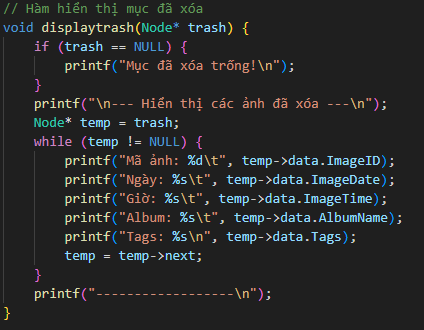 // Hàm hiển thị mục đã xóa
void displaytrash(Node* trash) {
    if (trash == NULL) {
        printf("Mục đã xóa trống!\n");
    }
    printf("\n--- Hiển thị các ảnh đã xóa ---\n");
    Node* temp = trash;
    while (temp != NULL) {
        printf("Mã ảnh: %d\t", temp->data.ImageID);
        printf("Ngày: %s\t", temp->data.ImageDate);
        printf("Giờ: %s\t", temp->data.ImageTime);
        printf("Album: %s\t", temp->data.AlbumName);
        printf("Tags: %s\n", temp->data.Tags);
        temp = temp->next;
    }
    printf("------------------\n");
}